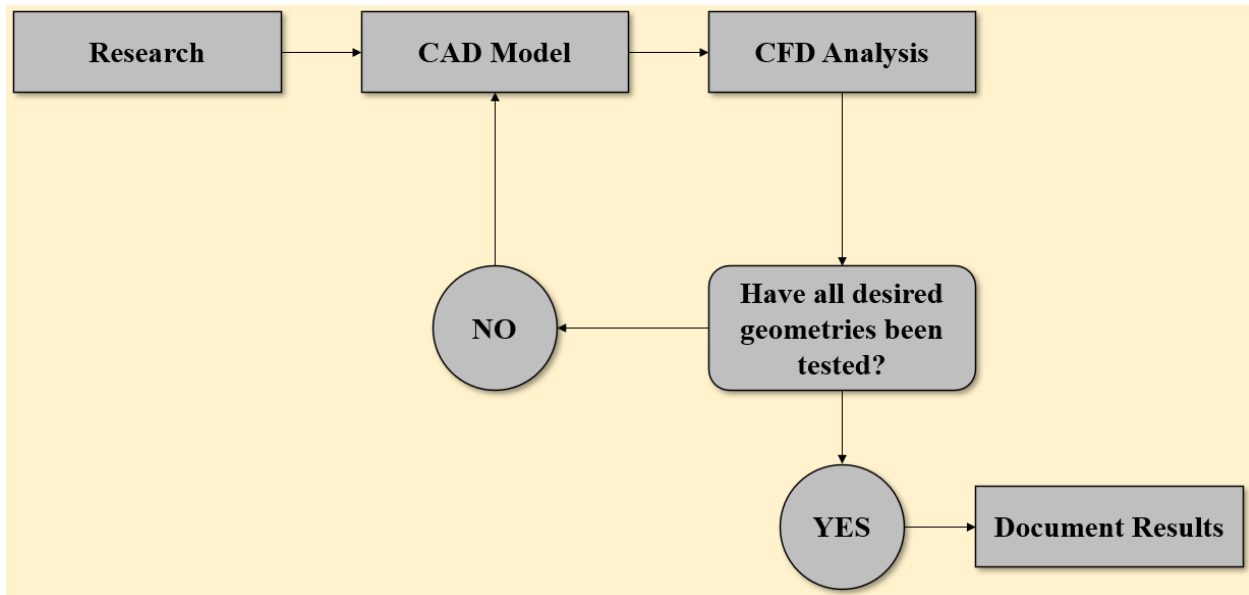 Research
CAD Model
CFD Analysis
Have all desired
geometries been
tested?
NO
YES
Document Results